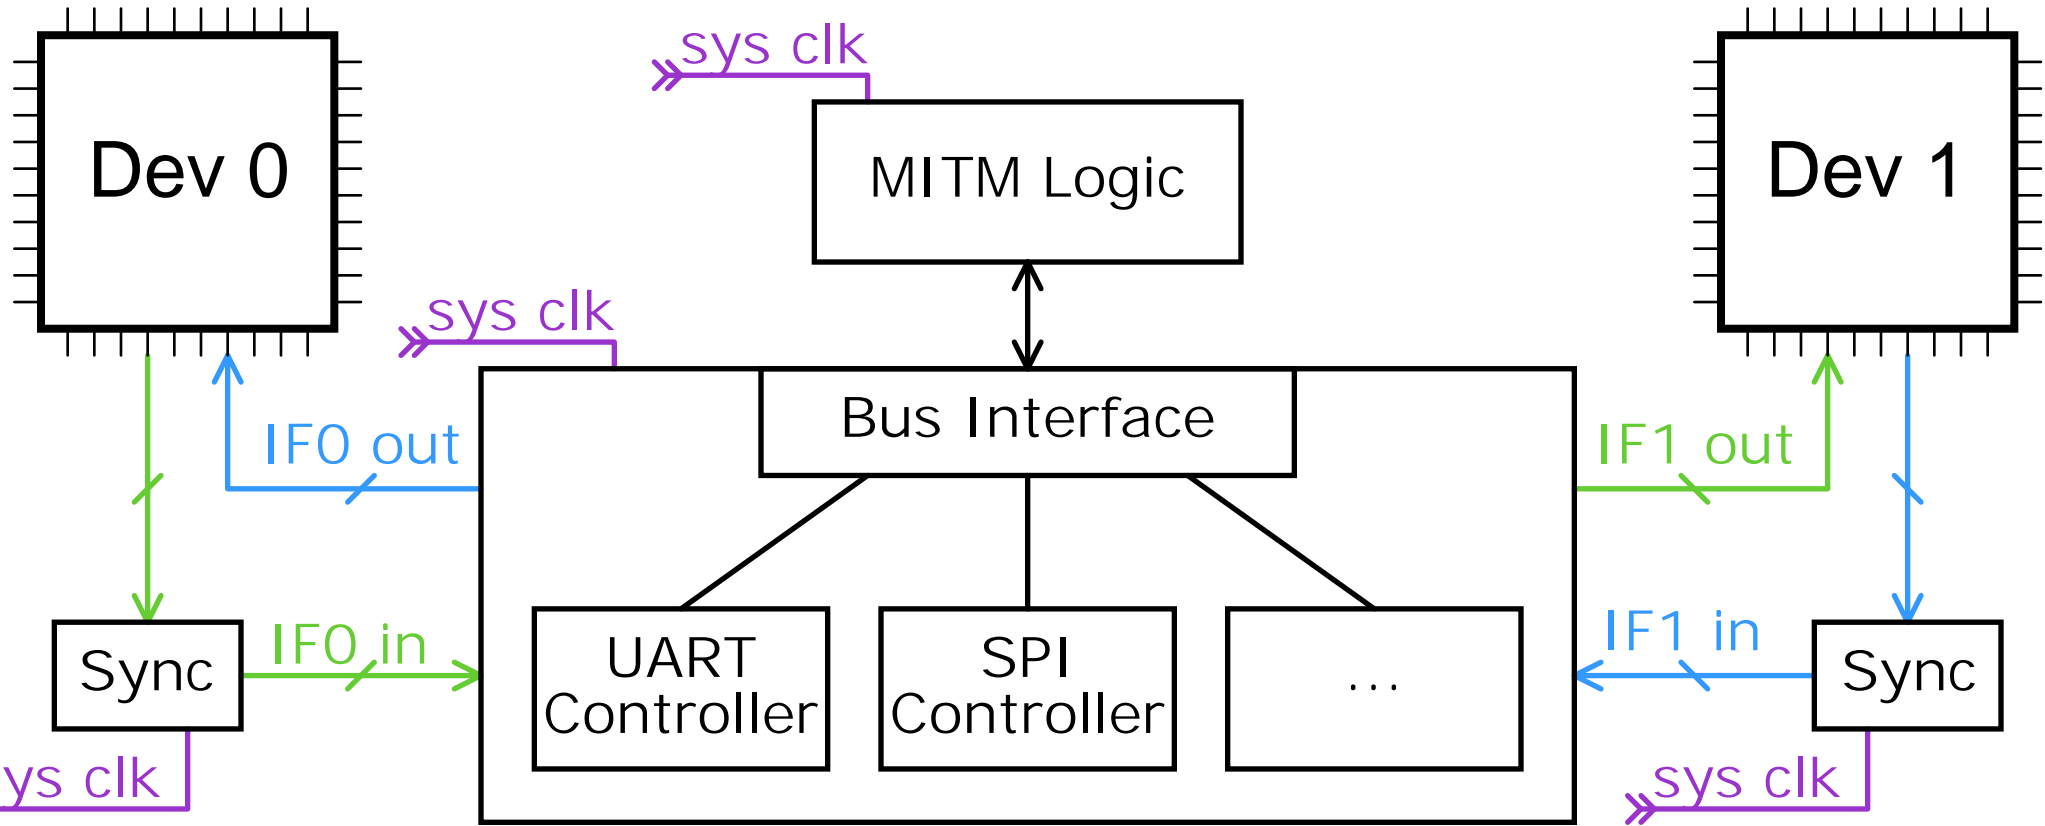 sys clk
Dev 0
MITM Logic
Dev 1
sys clk
IF0 out
Bus Interface
IF1 out
IF0 in
IF1 in
Sync
UART
Controller
SPI
Controller
...
Sync
ys clk
sys clk